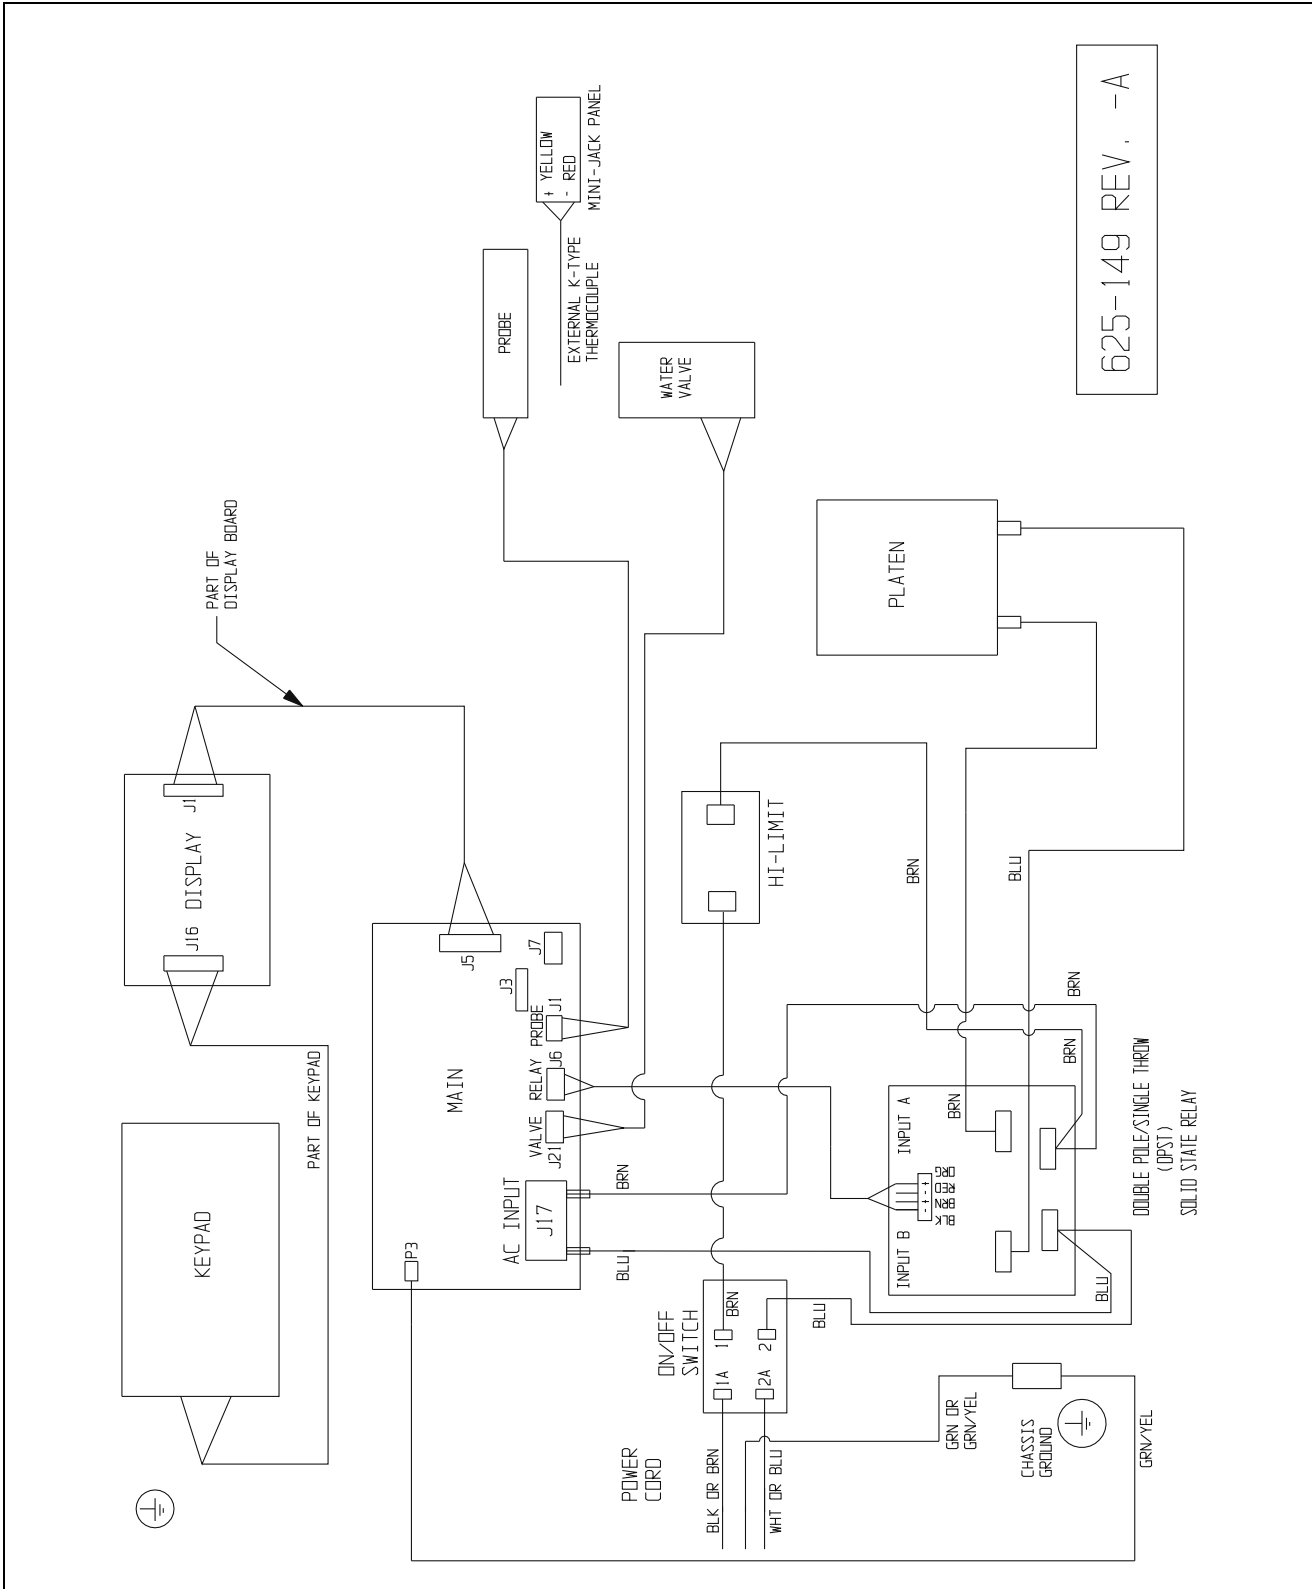 KEYPAD
PART OF KEYPAD
J16
DISPLAY
J1
PART OF
DISPLAY BOARD
P3
MAIN
AC INPUT
J17
BLU
BRN
VALVE
J21
RELAY
J6
PROBE
J1
J3
J7
J5
PROBE
+ YELLOW
- RED
MINI-JACK PANEL
EXTERNAL K-TYPE
THERMOCOUPLE
WATER
VALVE
POWER
CORD
BLK OR BRN
WHT OR BLU
ON/OFF
SWITCH
1A
1
2A
2
BRN
BLU
HI-LIMIT
BRN
PLATEN
BLU
INPUT B
INPUT A
BLK
BRN
RED
ORG
- + - +
BRN
BRN
BRN
BLU
DOUBLE POLE/SINGLE THROW
(DPST)
SOLID STATE RELAY
GRN OR
GRN/YEL
CHASSIS
GROUND
GRN/YEL
625-149 REV. -A